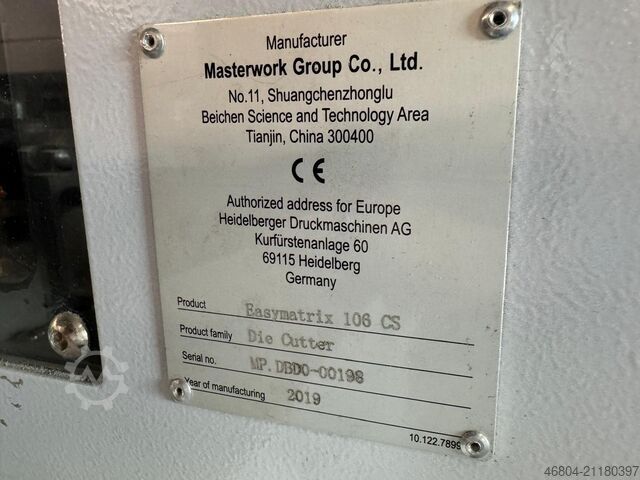 Manufacturer
Masterwork Group Co., Ltd.
No.11, Shuangchenzhonglu
Beichen Science and Technology Area
Tianjin, China 300400
CE
Authorized address for Europe
Heidelberger Druckmaschinen AG
Kurfürstenanlage 60
69115 Heidelberg
Germany
Product Easymatrix 106 CS
Product family Die Cutter
Serial no. MP.DBD0-00198
Year of manufacturing 2019
10.122.7899
46804-21180397